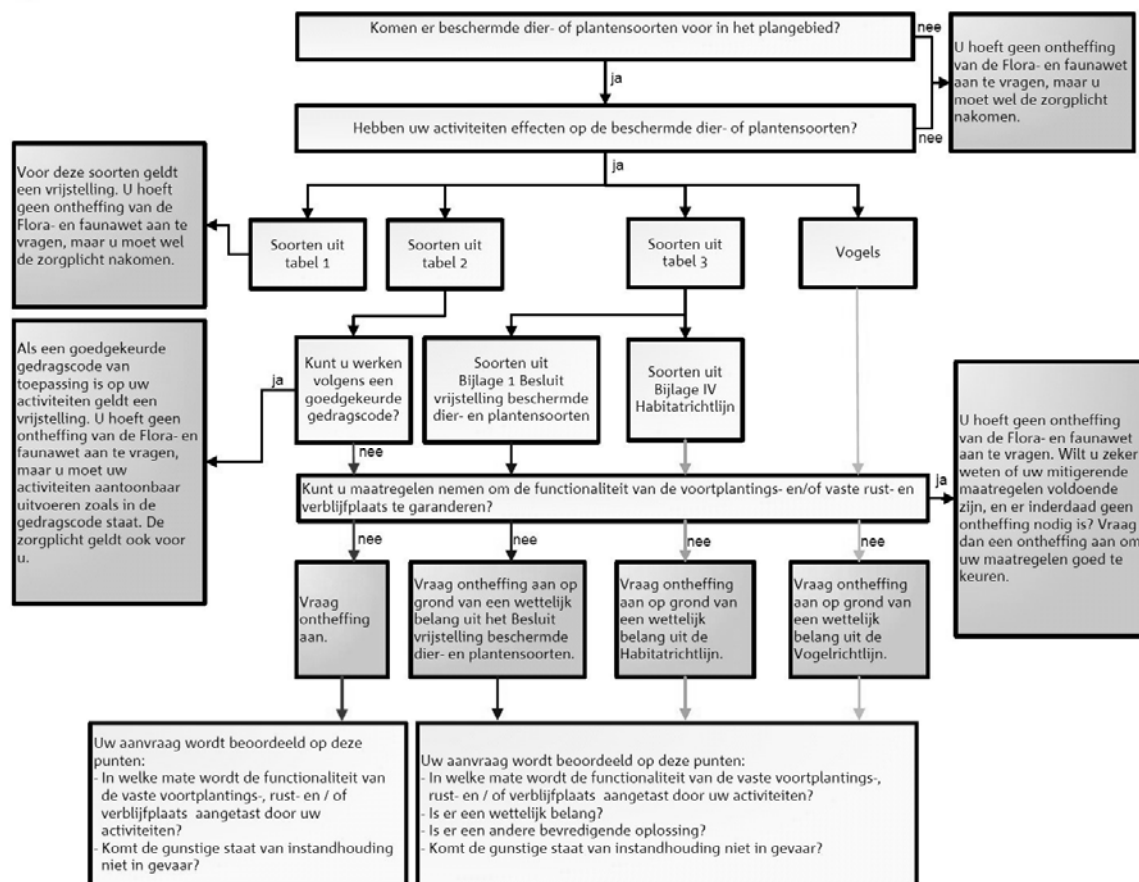 Komen er beschermde dier- of plantensoorten voor in het plangebied?
nee
U hoeft geen ontheffing
van de Flora- en faunawet
aan te vragen, maar u
moet wel de zorgplicht
nakomen.
ja
Hebben uw activiteiten effecten op de beschermde dier- of plantensoorten?
nee
ja
Voor deze soorten geldt
een vrijstelling. U hoeft
geen ontheffing van de
Flora- en faunawet aan te
vragen, maar u moet wel
de zorgplicht nakomen.
Soorten uit
tabel 1
Soorten uit
tabel 2
Soorten uit
tabel 3
Vogels
Als een goedgekeurde
gedragscode van
toepassing is op uw
activiteiten geldt een
vrijstelling. U hoeft geen
ontheffing van de Flora- en
faunawet aan te vragen,
maar u moet uw
activiteiten aantoonbaar
uitvoeren zoals in de
gedragscode staat. De
zorgplicht geldt ook voor
u.
ja
Kunt u werken
volgens een
goedgekeurde
gedragscode?
Soorten uit
Bijlage 1 Besluit
vrijstelling beschermde
dier- en plantensoorten
Soorten uit
Bijlage IV
Habitatrichtlijn
nee
Kunt u maatregelen nemen om de functionaliteit van de voortplantings- en/of vaste rust- en
verblijfplaats te garanderen?
ja
U hoeft geen ontheffing
van de Flora- en faunawet
aan te vragen. Wilt u zeker
weten of uw mitigerende
maatregelen voldoende
zijn, en er inderdaad geen
ontheffing nodig is? Vraag
dan een ontheffing aan om
uw maatregelen goed te
keuren.
nee
nee
nee
nee
Vraag
ontheffing
aan.
Vraag ontheffing aan op
grond van een wettelijk
belang uit het Besluit
vrijstelling beschermde
dier- en plantensoorten.
Vraag ontheffing
aan op grond van
een wettelijk
belang uit de
Habitatrichtlijn.
Vraag ontheffing
aan op grond van
een wettelijk
belang uit de
Vogelrichtlijn.
Uw aanvraag wordt beoordeeld op deze
punten:
- In welke mate wordt de functionaliteit van
de vaste voortplantings-, rust- en / of
verblijfplaats aangetast door uw
activiteiten?
- Komt de gunstige staat van instandhouding
niet in gevaar?
Uw aanvraag wordt beoordeeld op deze punten:
- In welke mate wordt de functionaliteit van de vaste voortplantings-,
rust- en / of verblijfplaats aangetast door uw activiteiten?
- Is er een wettelijk belang?
- Is er een andere bevredigende oplossing?
- Komt de gunstige staat van instandhouding niet in gevaar?